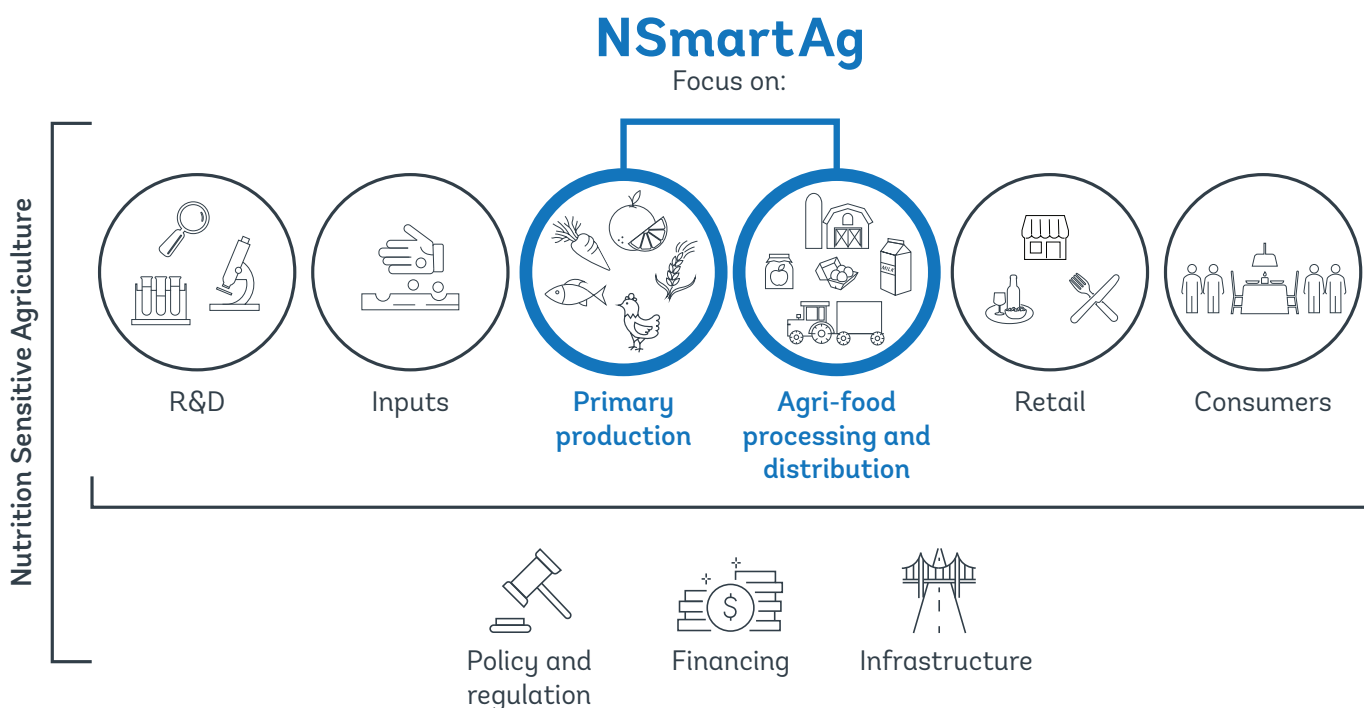 NSmartAg
Focus on:
Nutrition Sensitive Agriculture
MILK
R&D
Inputs
Primary
production
Agri-food
processing and
distribution
Retail
Consumers
$
Policy and
regulation
Financing
Infrastructure